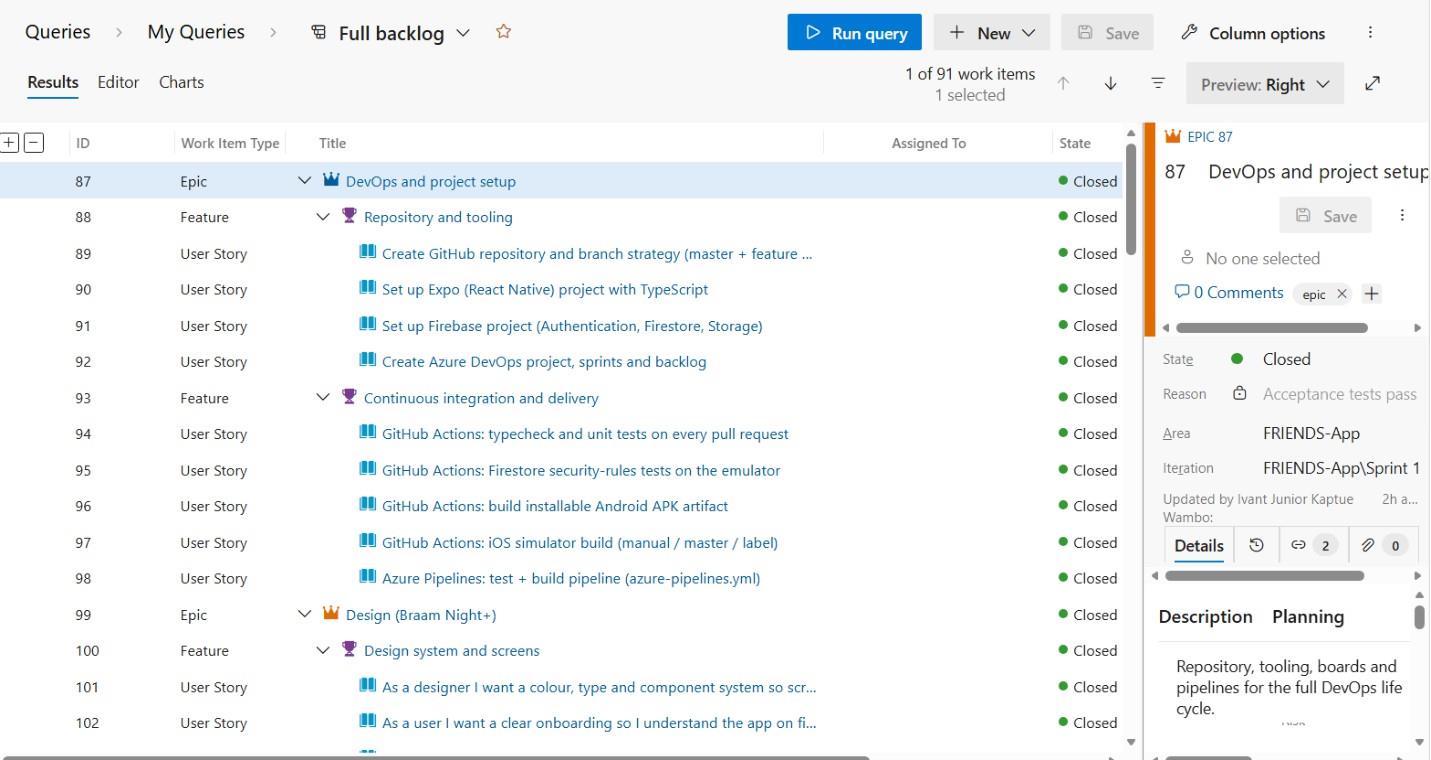 Queries > My Queries > Full backlog
Run query New Save Column options
Results Editor Charts
1 of 91 work items
1 selected
Preview: Right
ID Work Item Type Title Assigned To State
87 Epic DevOps and project setup Closed
88 Feature Repository and tooling Closed
89 User Story Create GitHub repository and branch strategy (master + feature ... Closed
90 User Story Set up Expo (React Native) project with TypeScript Closed
91 User Story Set up Firebase project (Authentication, Firestore, Storage) Closed
92 User Story Create Azure DevOps project, sprints and backlog Closed
93 Feature Continuous integration and delivery Closed
94 User Story GitHub Actions: typecheck and unit tests on every pull request Closed
95 User Story GitHub Actions: Firestore security-rules tests on the emulator Closed
96 User Story GitHub Actions: build installable Android APK artifact Closed
97 User Story GitHub Actions: iOS simulator build (manual / master / label) Closed
98 User Story Azure Pipelines: test + build pipeline (azure-pipelines.yml) Closed
99 Epic Design (Braam Night+) Closed
100 Feature Design system and screens Closed
101 User Story As a designer I want a colour, type and component system so scr... Closed
102 User Story As a user I want a clear onboarding so I understand the app on fi... Closed
EPIC 87
87 DevOps and project setup
Save
No one selected
0 Comments epic
State Closed
Reason Acceptance tests pass
Area FRIENDS-App
Iteration FRIENDS-App\Sprint 1
Updated by Ivant Junior Kaptue 2h a...
Wambo:
Details 2 0
Description Planning
Repository, tooling, boards and
pipelines for the full DevOps life
cycle.